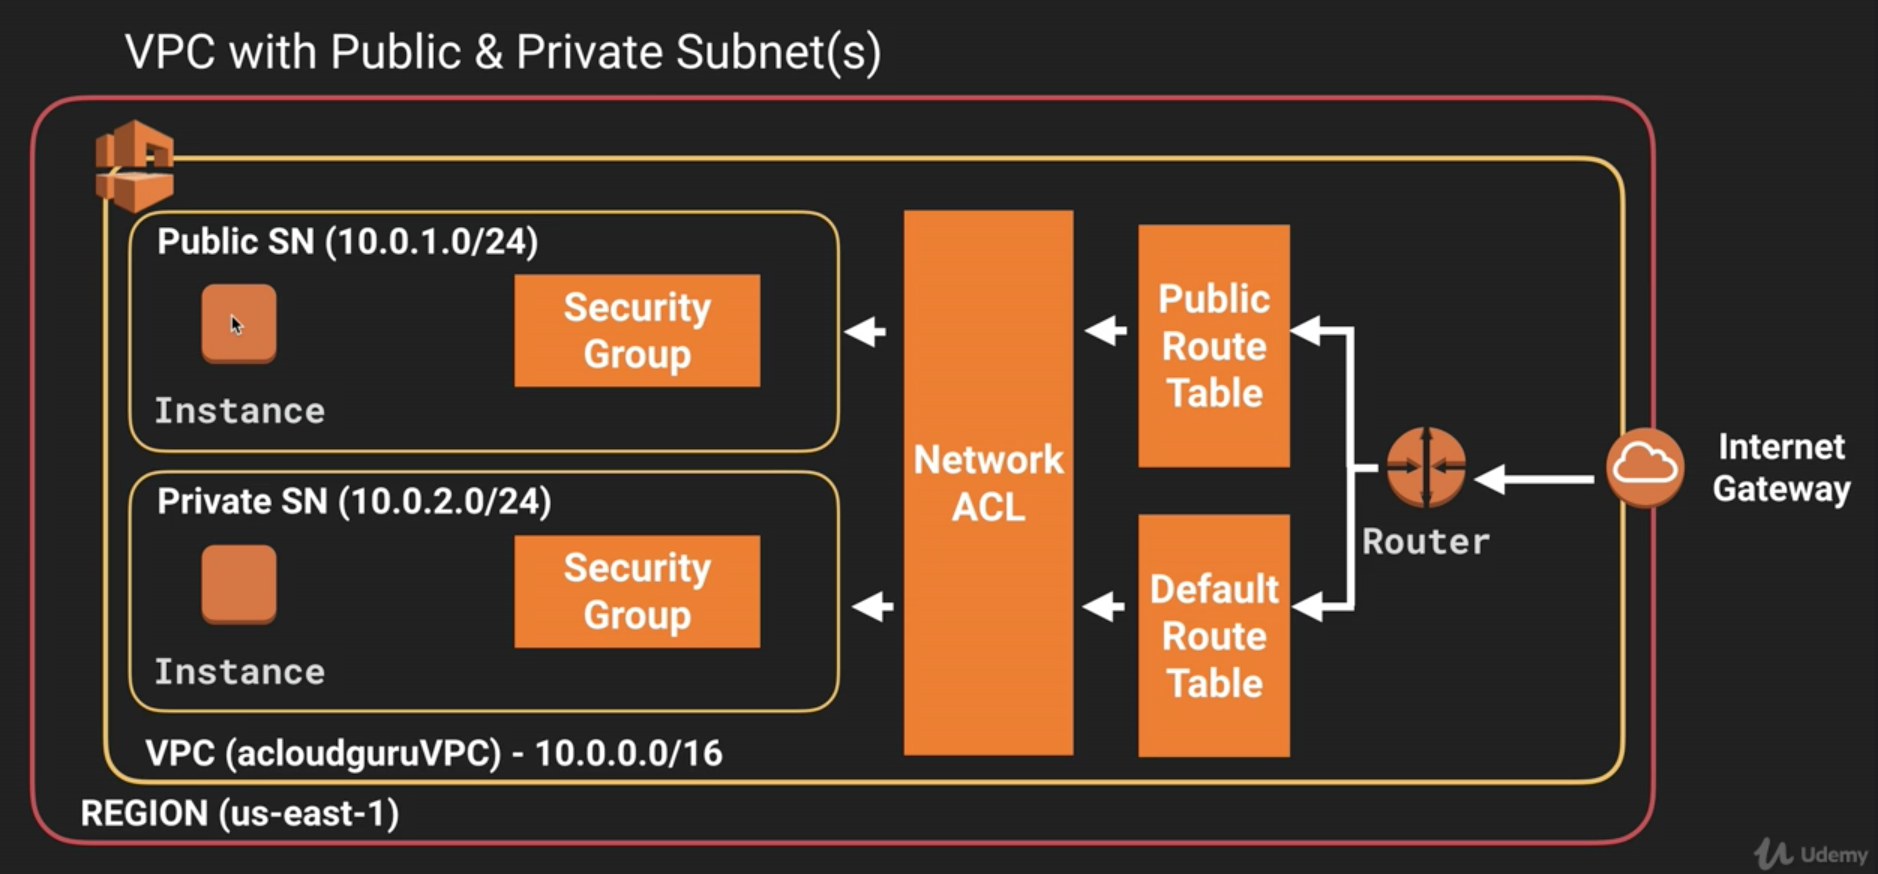 VPC with Public & Private Subnet(s)
Public SN (10.0.1.0/24)
Security
Group
Instance
Private SN (10.0.2.0/24)
Security
Group
Instance
VPC (acloudguruVPC) - 10.0.0.0/16
REGION (us-east-1)
Network
ACL
Public
Route
Table
Default
Route
Table
Router
Internet
Gateway
Udemy